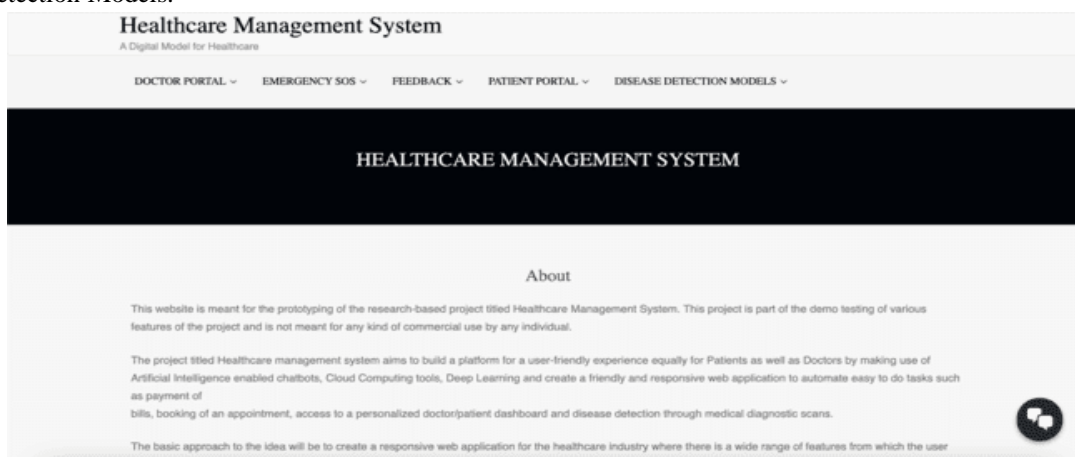 Detection Models.
Healthcare Management System
A Digital Model for Healthcare
DOCTOR PORTAL EMERGENCY SOS FEEDBACK PATIENT PORTAL DISEASE DETECTION MODELS
HEALTHCARE MANAGEMENT SYSTEM
About
This website is meant for the prototyping of the research-based project titled Healthcare Management System. This project is part of the demo testing of various
features of the project and is not meant for any kind of commercial use by any individual.
The project titled Healthcare management system aims to build a platform for a user-friendly experience equally for Patients as well as Doctors by making use of
Artificial Intelligence enabled chatbots, Cloud Computing tools, Deep Learning and create a friendly and responsive web application to automate easy to do tasks such
as payment of
bills, booking of an appointment, access to a personalized doctor/patient dashboard and disease detection through medical diagnostic scans.
The basic approach to the idea will be to create a responsive web application for the healthcare industry where there is a wide range of features from which the user